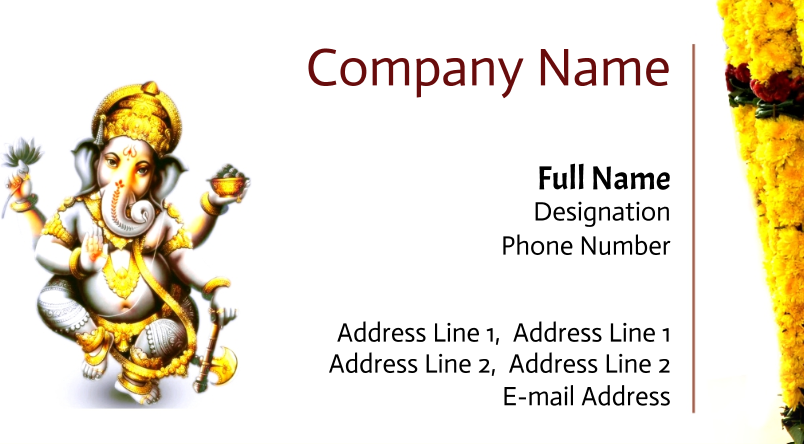 Company Name
Full Name
Designation
Phone Number
Address Line 1,  Address Line 1
Address Line 2,  Address Line 2
E-mail Address